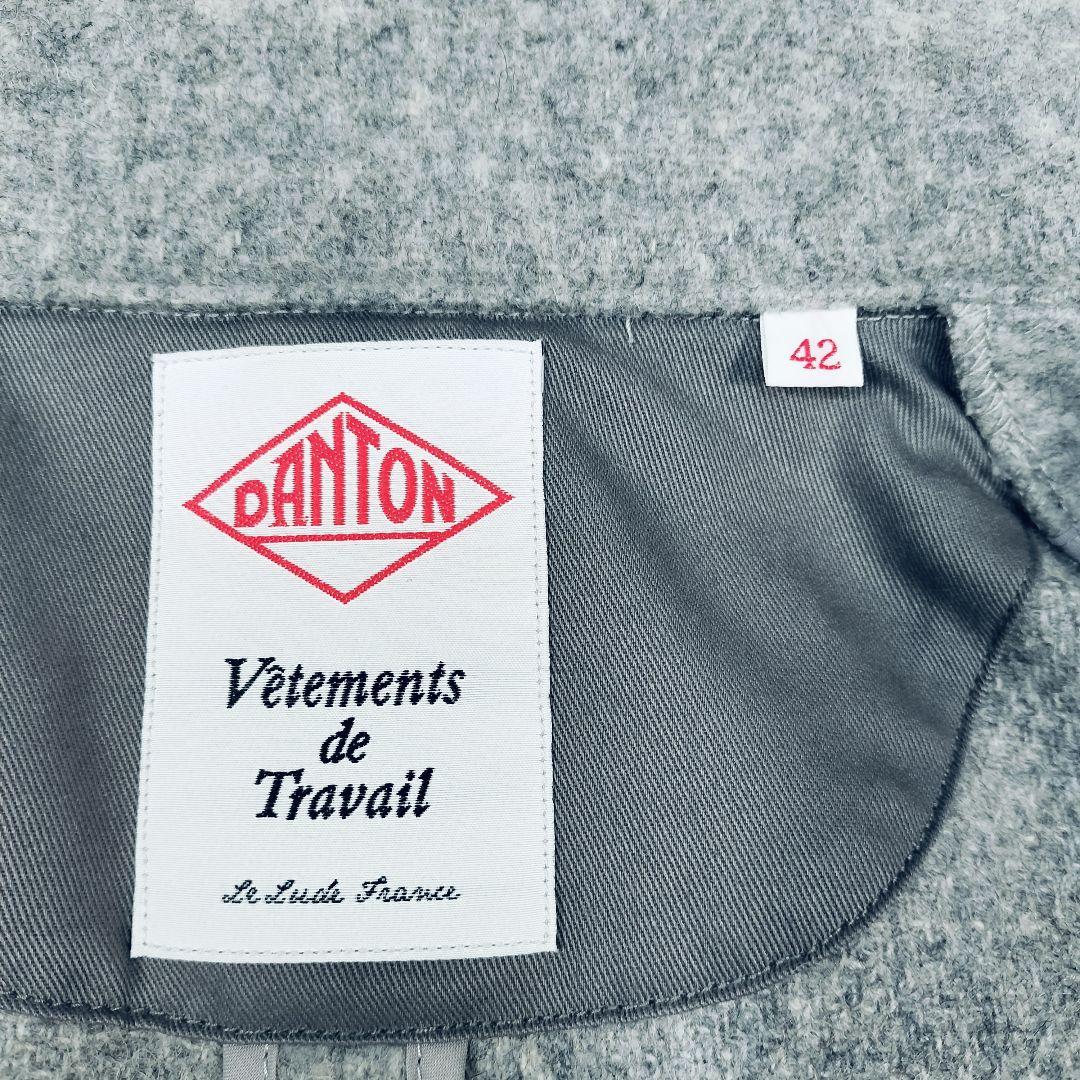 42
DANTON
Vêtements
de
Travail
Le Lude France